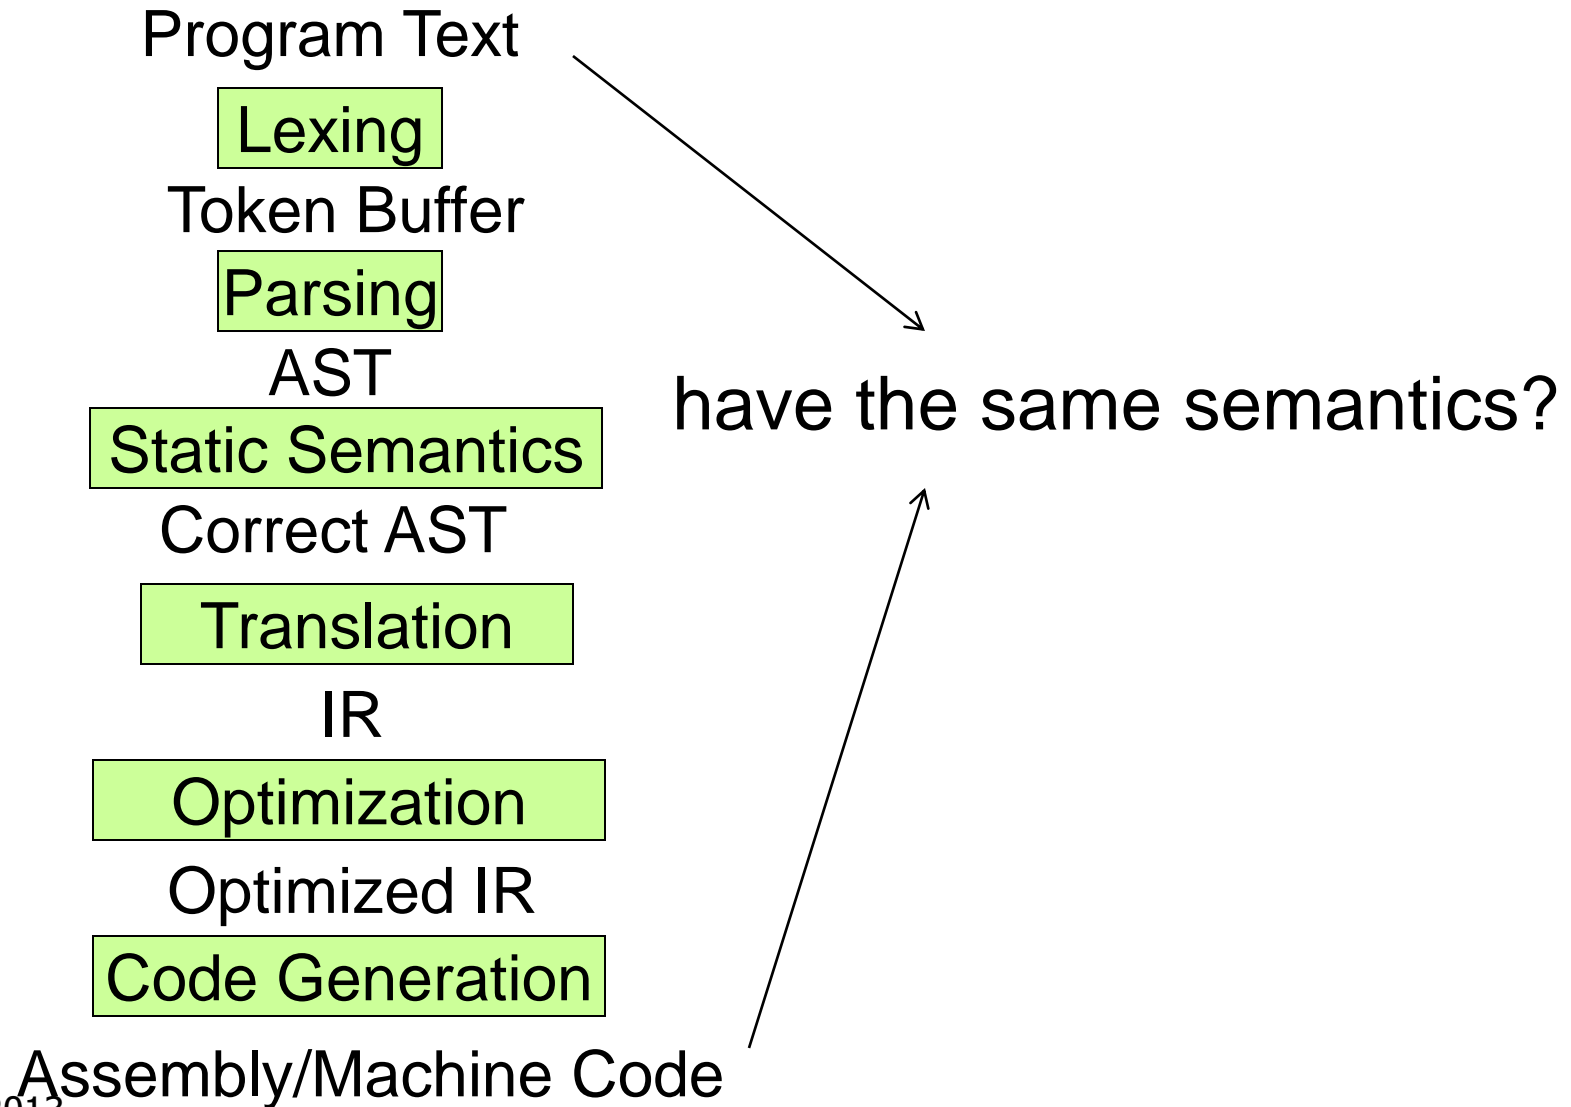 Program Text
Lexing
Token Buffer
Parsing
AST
have the same semantics?
Static Semantics
Correct AST
Translation
IR
Optimization
Optimized IR
Code Generation
Assembly/Machine Code